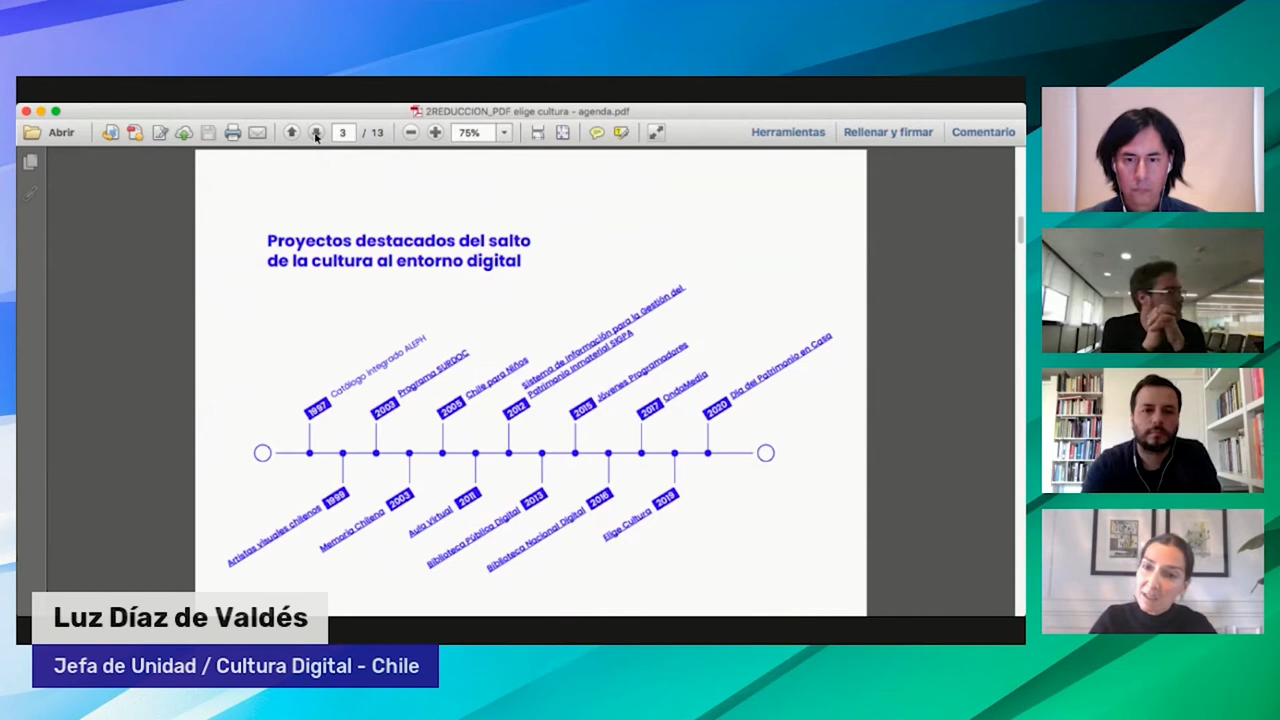 2REDUCCION_PDF elige cultura - agenda.pdf
Abrir
3 / 13
75%
Herramientas
Rellenar y firmar
Comentario
Proyectos destacados del salto
de la cultura al entorno digital
1997 Catálogo Integrado ALEPH
2003 Programa SURDOC
2005 Chile para Niños
2012 Sistema de Información para la Gestión del
Patrimonio Inmaterial SIGPA
2015 Jóvenes Programadores
2017 OndaMedia
2020 Día del Patrimonio en Casa
Artistas visuales chilenos 1999
Memoria Chilena 2003
Aula Virtual 2011
Biblioteca Pública Digital 2013
Biblioteca Nacional Digital 2016
Elige Cultura 2019
Luz Díaz de Valdés
Jefa de Unidad / Cultura Digital - Chile